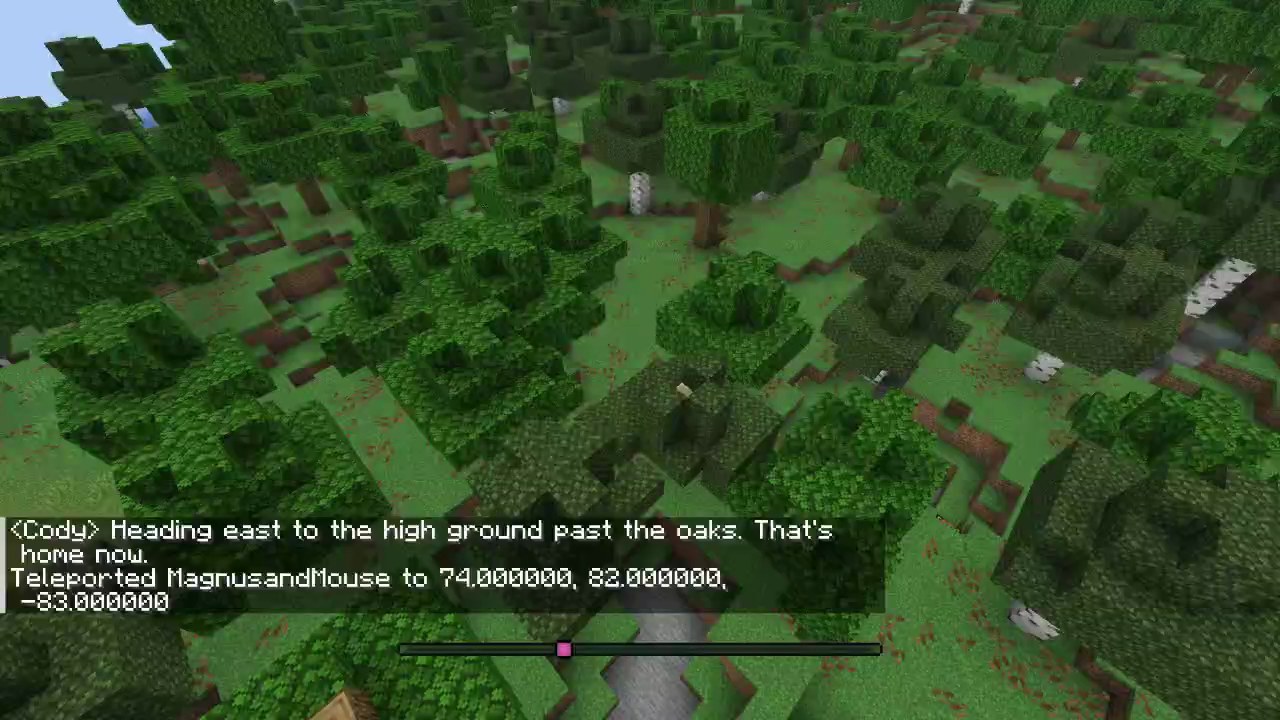 <Cody> Heading east to the high ground past the oaks. That's
home now.
Teleported MagnusandMouse to 74.000000, 82.000000,
-83.000000